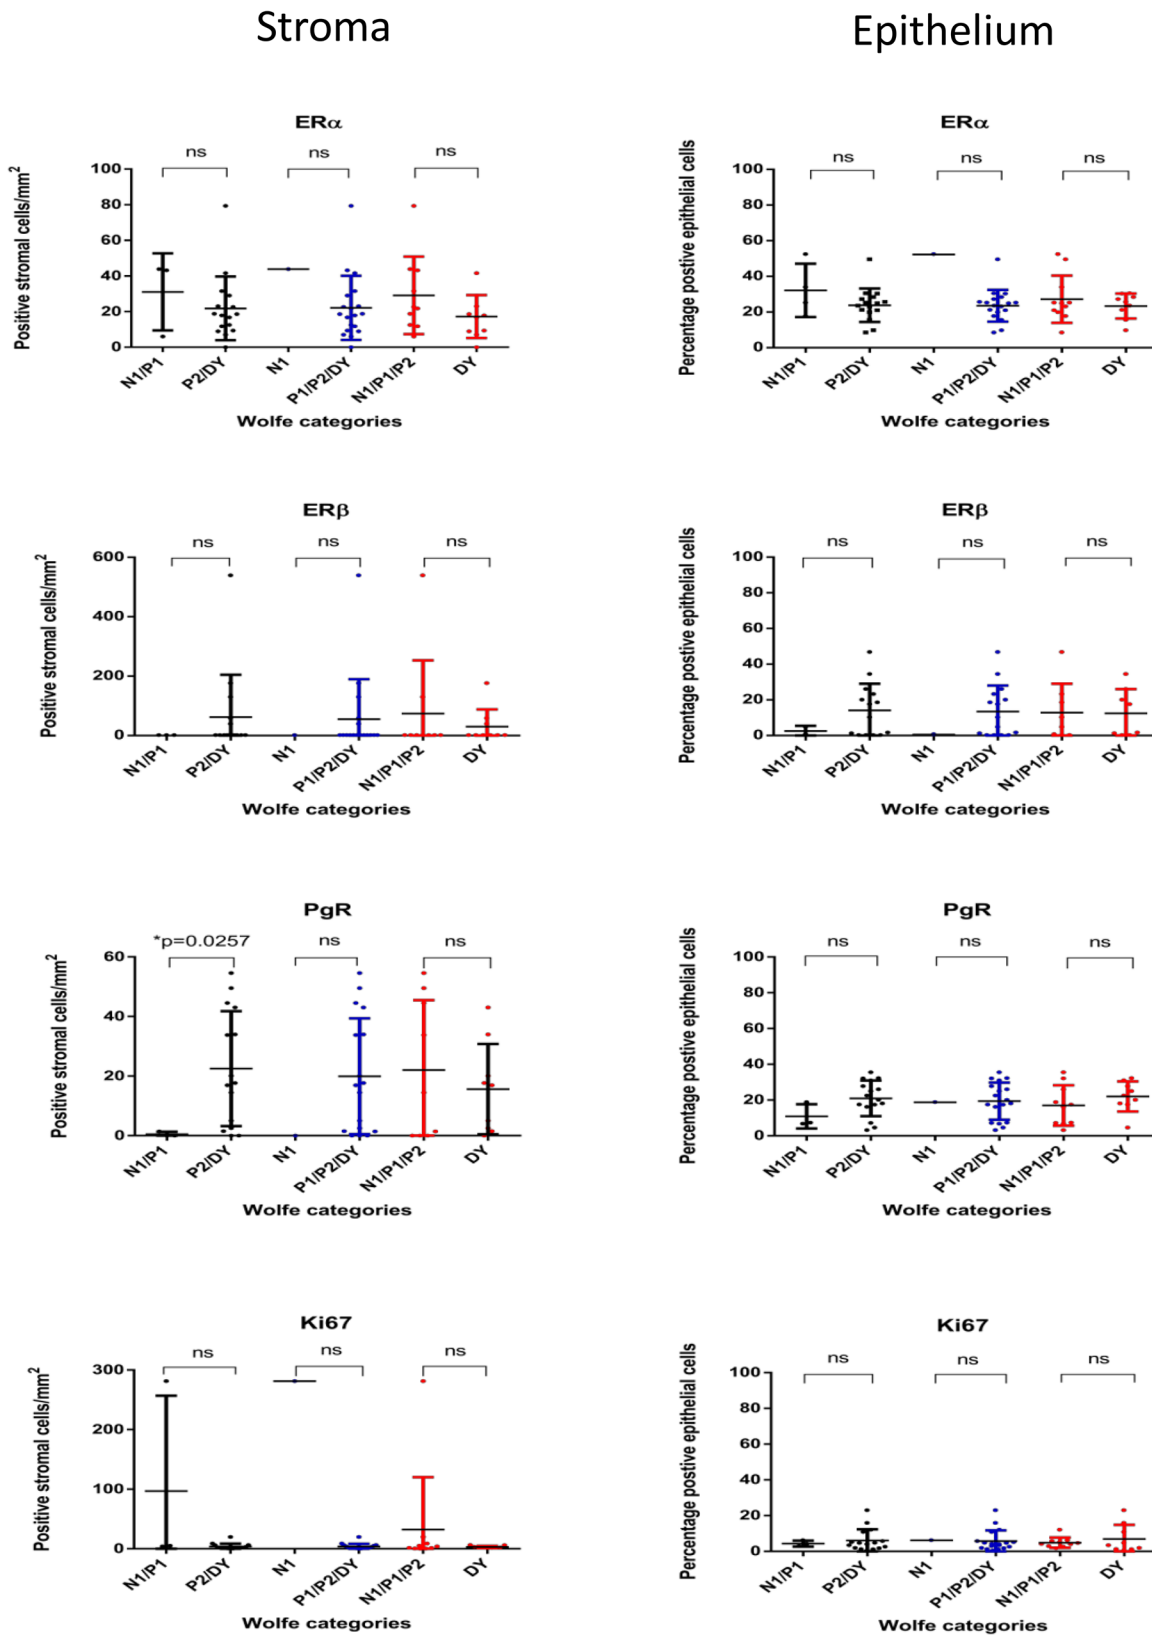 Stroma
Epithelium
ERα
ns ns ns
Positive stromal cells/mm²
100
80
60
40
20
0
N1/P1 P2/DY N1 P1/P2/DY N1/P1/P2 DY
Wolfe categories
ERα
ns ns ns
Percentage postive epithelial cells
100
80
60
40
20
0
N1/P1 P2/DY N1 P1/P2/DY N1/P1/P2 DY
Wolfe categories
ERβ
ns ns ns
Positive stromal cells/mm²
600
400
200
0
N1/P1 P2/DY N1 P1/P2/DY N1/P1/P2 DY
Wolfe categories
ERβ
ns ns ns
Percentage postive epithelial cells
100
80
60
40
20
0
N1/P1 P2/DY N1 P1/P2/DY N1/P1/P2 DY
Wolfe categories
PgR
*p=0.0257 ns ns
Positive stromal cells/mm²
60
40
20
0
N1/P1 P2/DY N1 P1/P2/DY N1/P1/P2 DY
Wolfe categories
PgR
ns ns ns
Percentage postive epithelial cells
100
80
60
40
20
0
N1/P1 P2/DY N1 P1/P2/DY N1/P1/P2 DY
Wolfe categories
Ki67
ns ns ns
Positive stromal cells/mm²
300
200
100
0
N1/P1 P2/DY N1 P1/P2/DY N1/P1/P2 DY
Wolfe categories
Ki67
ns ns ns
Percentage postive epithelial cells
100
80
60
40
20
0
N1/P1 P2/DY N1 P1/P2/DY N1/P1/P2 DY
Wolfe categories